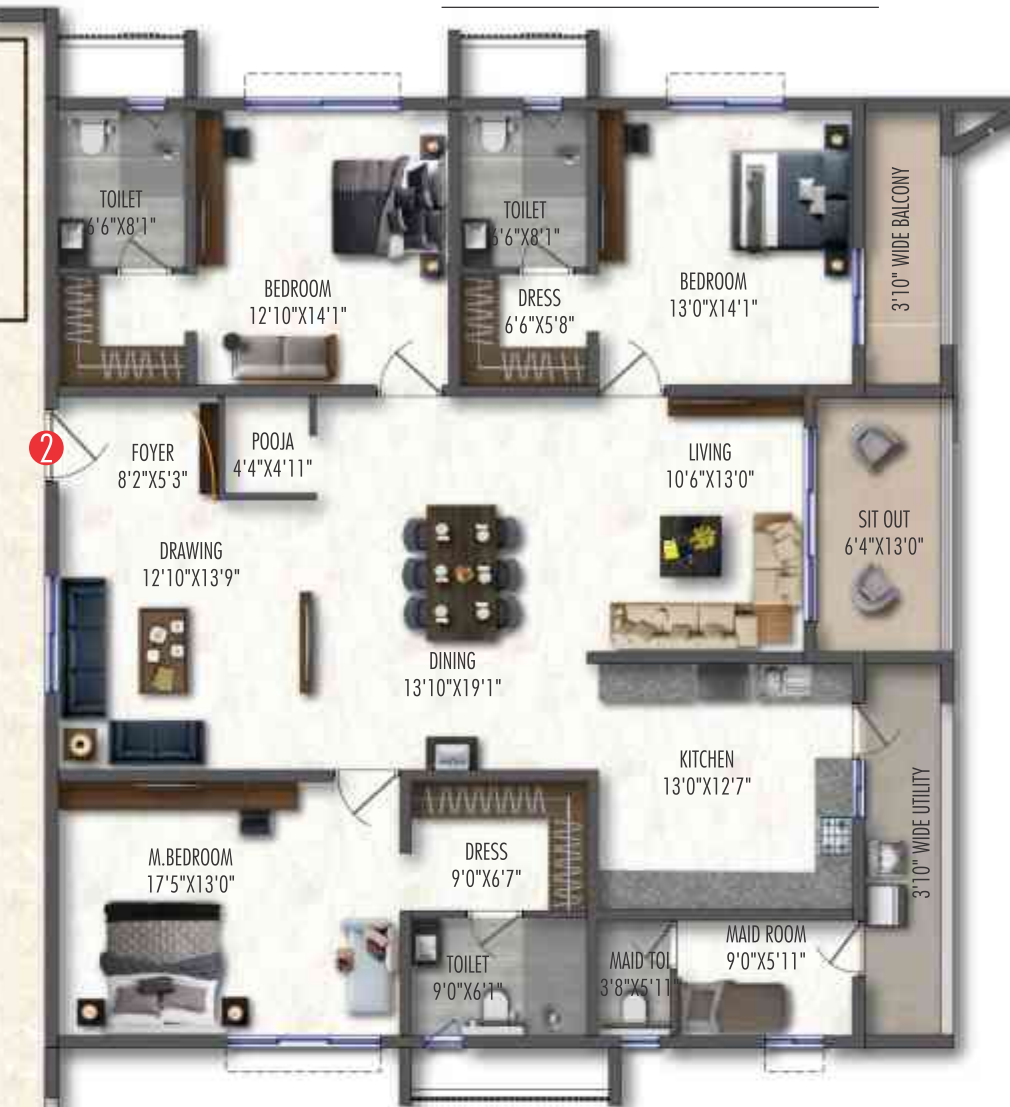 TOILET
6'6"X8'1"
BEDROOM
12'10"X14'1"
TOILET
6'6"X8'1"
DRESS
6'6"X5'8"
BEDROOM
13'0"X14'1"
3'10" WIDE BALCONY
2
FOYER
8'2"X5'3"
POOJA
4'4"X4'11"
LIVING
10'6"X13'0"
SIT OUT
6'4"X13'0"
DRAWING
12'10"X13'9"
DINING
13'10"X19'1"
KITCHEN
13'0"X12'7"
3'10" WIDE UTILITY
M.BEDROOM
17'5"X13'0"
DRESS
9'0"X6'7"
TOILET
9'0"X6'1"
MAID TOI
3'8"X5'11"
MAID ROOM
9'0"X5'11"